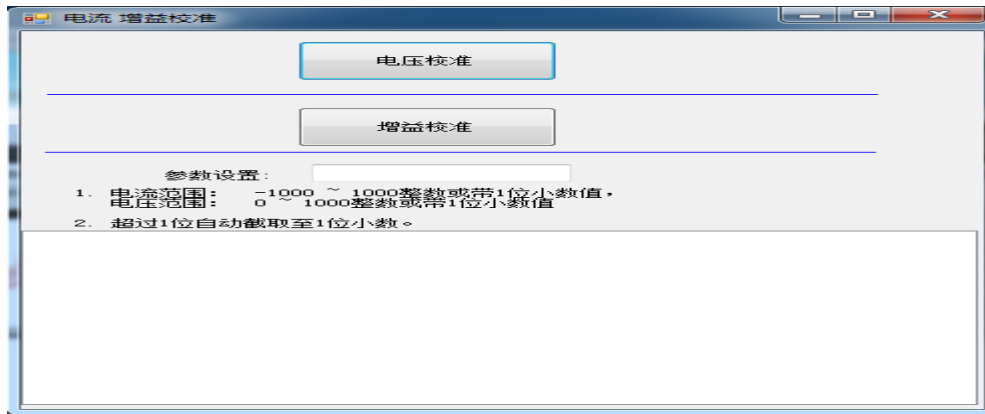 电流 增益校准
电压校准
增益校准
参数设置:
1. 电流范围: -1000 ~ 1000整数或带1位小数值,
电压范围: 0 ~ 1000整数或带1位小数值
2. 超过1位自动截取至1位小数。